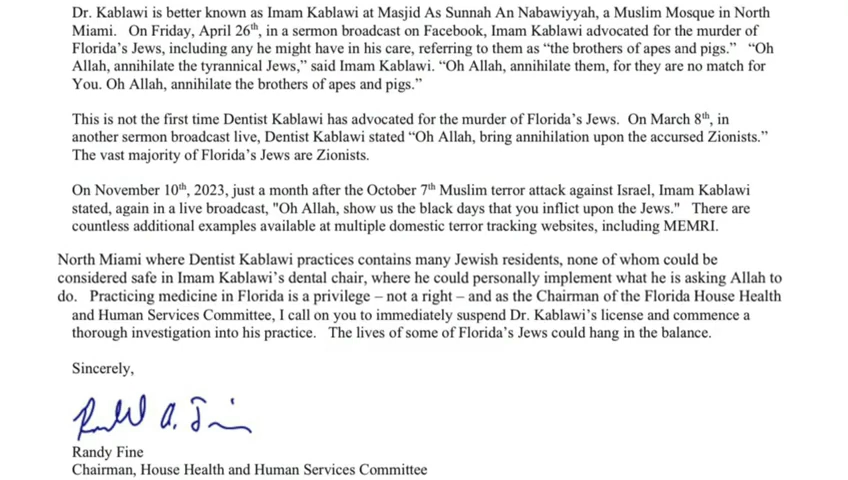 Dr. Kablawi is better known as Imam Kablawi at Masjid As Sunnah An Nabawiyyah, a Muslim Mosque in North
Miami. On Friday, April 26th, in a sermon broadcast on Facebook, Imam Kablawi advocated for the murder of
Florida’s Jews, including any he might have in his care, referring to them as “the brothers of apes and pigs.” “Oh
Allah, annihilate the tyrannical Jews,” said Imam Kablawi. “Oh Allah, annihilate them, for they are no match for
You. Oh Allah, annihilate the brothers of apes and pigs.”
This is not the first time Dentist Kablawi has advocated for the murder of Florida’s Jews. On March 8th, in
another sermon broadcast live, Dentist Kablawi stated “Oh Allah, bring annihilation upon the accursed Zionists.”
The vast majority of Florida’s Jews are Zionists.
On November 10th, 2023, just a month after the October 7th Muslim terror attack against Israel, Imam Kablawi
stated, again in a live broadcast, "Oh Allah, show us the black days that you inflict upon the Jews." There are
countless additional examples available at multiple domestic terror tracking websites, including MEMRI.
North Miami where Dentist Kablawi practices contains many Jewish residents, none of whom could be
considered safe in Imam Kablawi’s dental chair, where he could personally implement what he is asking Allah to
do. Practicing medicine in Florida is a privilege – not a right – and as the Chairman of the Florida House Health
and Human Services Committee, I call on you to immediately suspend Dr. Kablawi’s license and commence a
thorough investigation into his practice. The lives of some of Florida’s Jews could hang in the balance.
Sincerely,
Randy Fine
Chairman, House Health and Human Services Committee